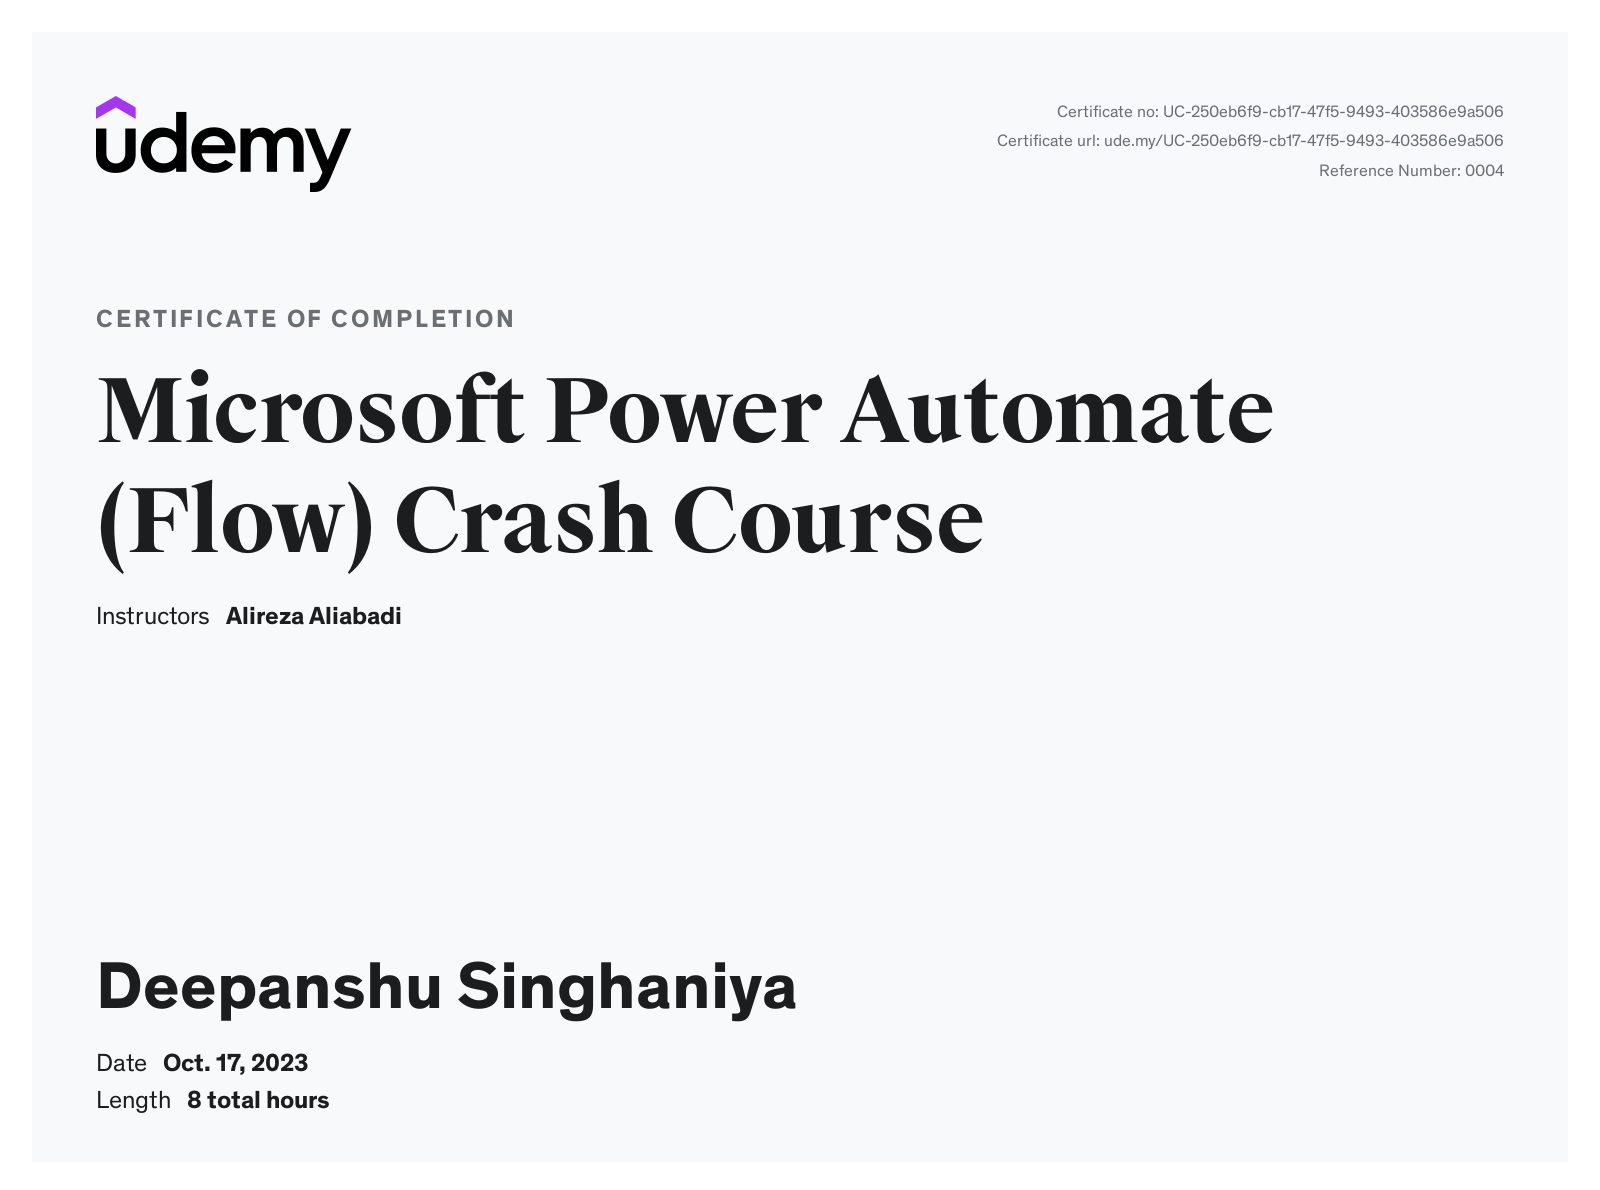 udemy
Certificate no: UC-250eb6f9-cb17-47f5-9493-403586e9a506
Certificate url: ude.my/UC-250eb6f9-cb17-47f5-9493-403586e9a506
Reference Number: 0004
CERTIFICATE OF COMPLETION
Microsoft Power Automate
(Flow) Crash Course
Instructors Alireza Aliabadi
Deepanshu Singhaniya
Date Oct. 17, 2023
Length 8 total hours